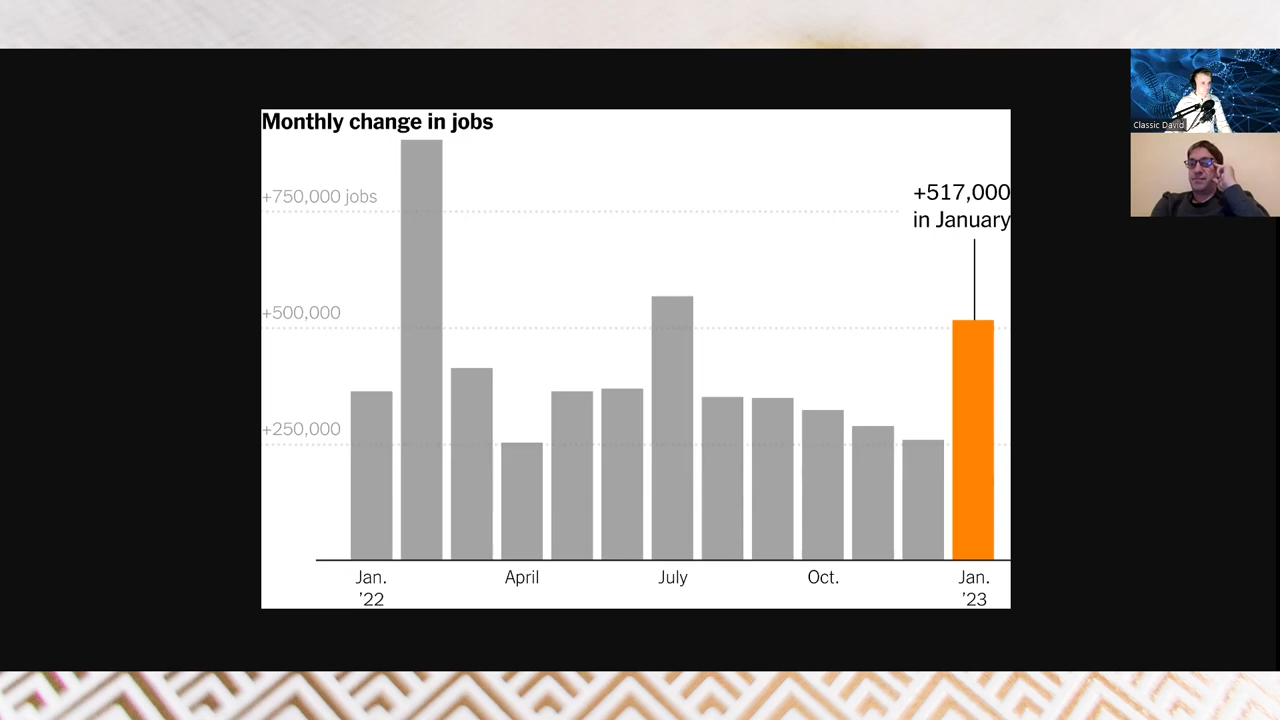 Monthly change in jobs
+750,000 jobs
+517,000
in January
+500,000
+250,000
Jan.
'22
April
July
Oct.
Jan.
'23
Classic David